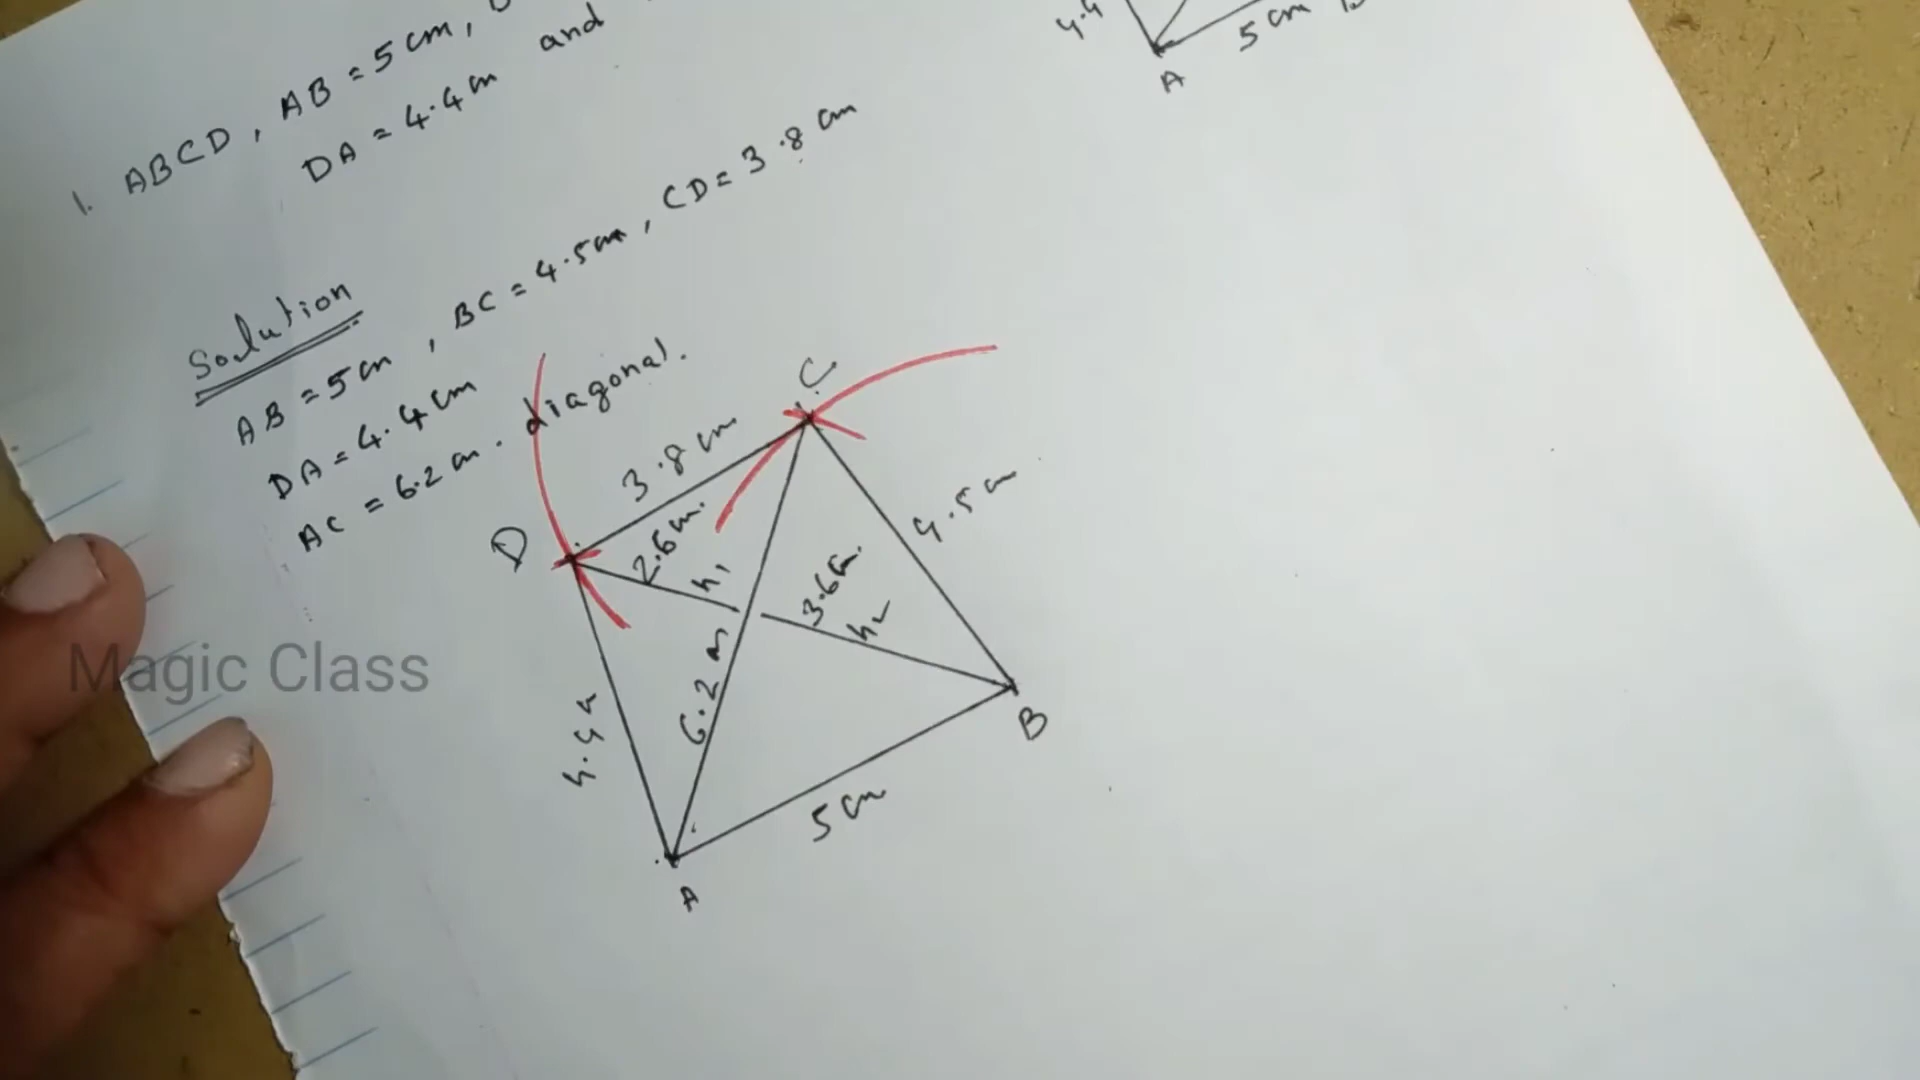 1. ABCD, AB = 5 cm,
DA = 4.4 cm and
Solution
AB = 5 cm, BC = 4.5 cm, CD = 3.8 cm
DA = 4.4 cm
AC = 6.2 cm. diagonal.
4.4
A
5 cm
C
3.8 cm
D
2.6 cm.
h1
4.5 cm
3.6 cm.
h2
6.2 cm
4.4
B
5 cm
A
Magic Class